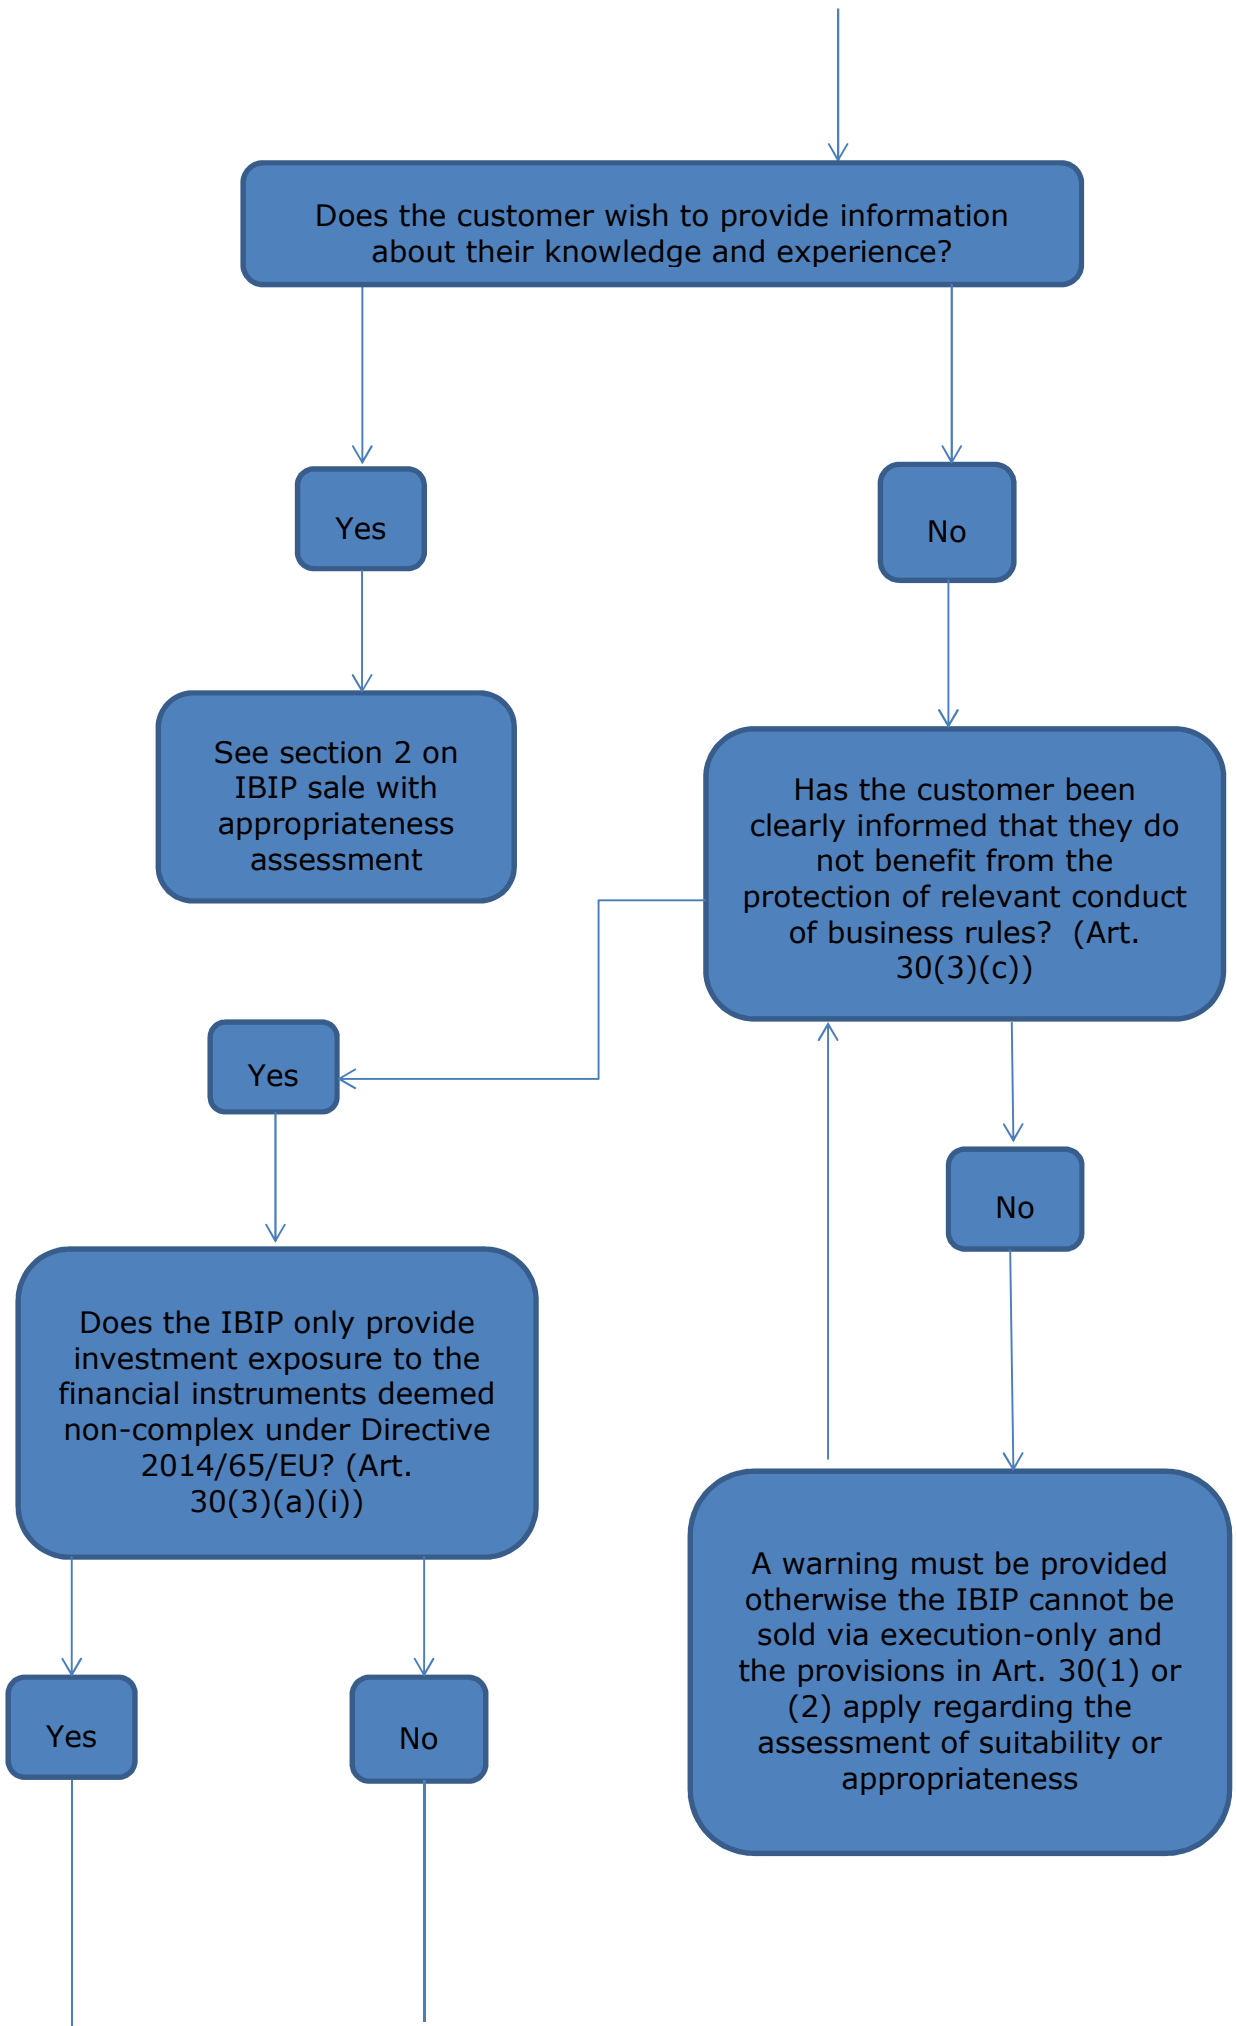 Does the customer wish to provide information
about their knowledge and experience?
Yes
No
See section 2 on
IBIP sale with
appropriateness
assessment
Has the customer been
clearly informed that they do
not benefit from the
protection of relevant conduct
of business rules? (Art.
30(3)(c))
Yes
No
Does the IBIP only provide
investment exposure to the
financial instruments deemed
non-complex under Directive
2014/65/EU? (Art.
30(3)(a)(i))
A warning must be provided
otherwise the IBIP cannot be
sold via execution-only and
the provisions in Art. 30(1) or
(2) apply regarding the
assessment of suitability or
appropriateness
Yes
No